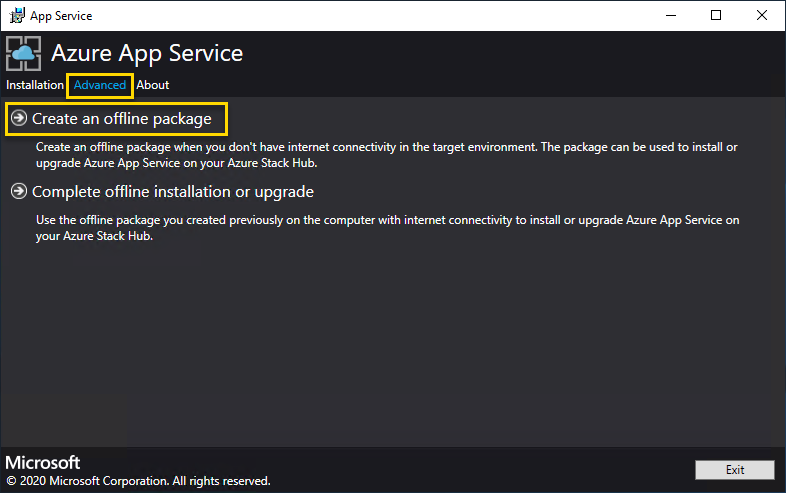 App Service
Azure App Service
Installation Advanced About
Create an offline package
Create an offline package when you don't have internet connectivity in the target environment. The package can be used to install or
upgrade Azure App Service on your Azure Stack Hub.
Complete offline installation or upgrade
Use the offline package you created previously on the computer with internet connectivity to install or upgrade Azure App Service on
your Azure Stack Hub.
Microsoft
© 2020 Microsoft Corporation. All rights reserved.
Exit